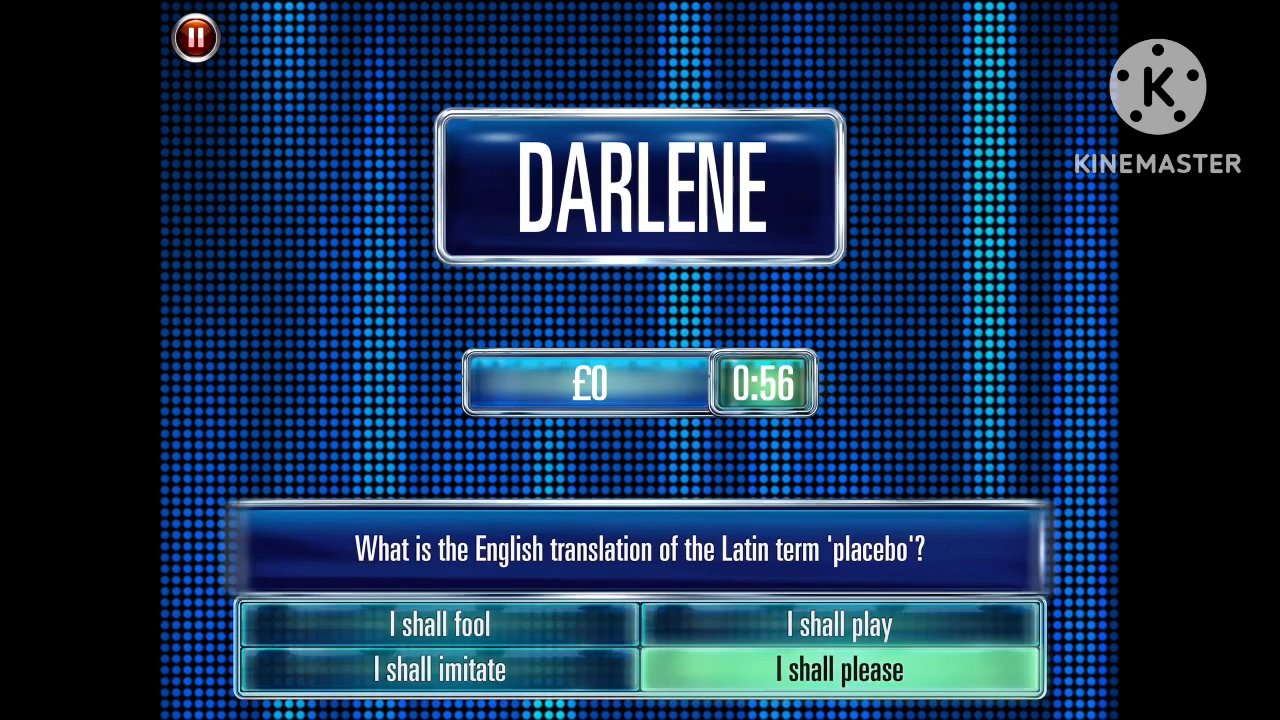 DARLENE
K
KINEMASTER
£0
0:56
What is the English translation of the Latin term 'placebo'?
I shall fool
I shall play
I shall imitate
I shall please